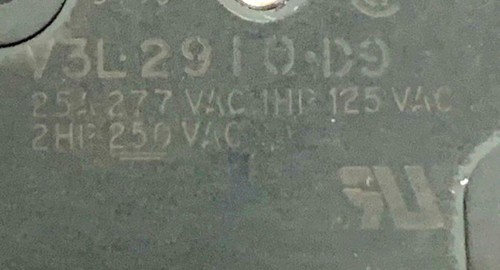 V3L·2910·D9
25A 277 VAC 1HP 125 VAC
2HP 250 VAC